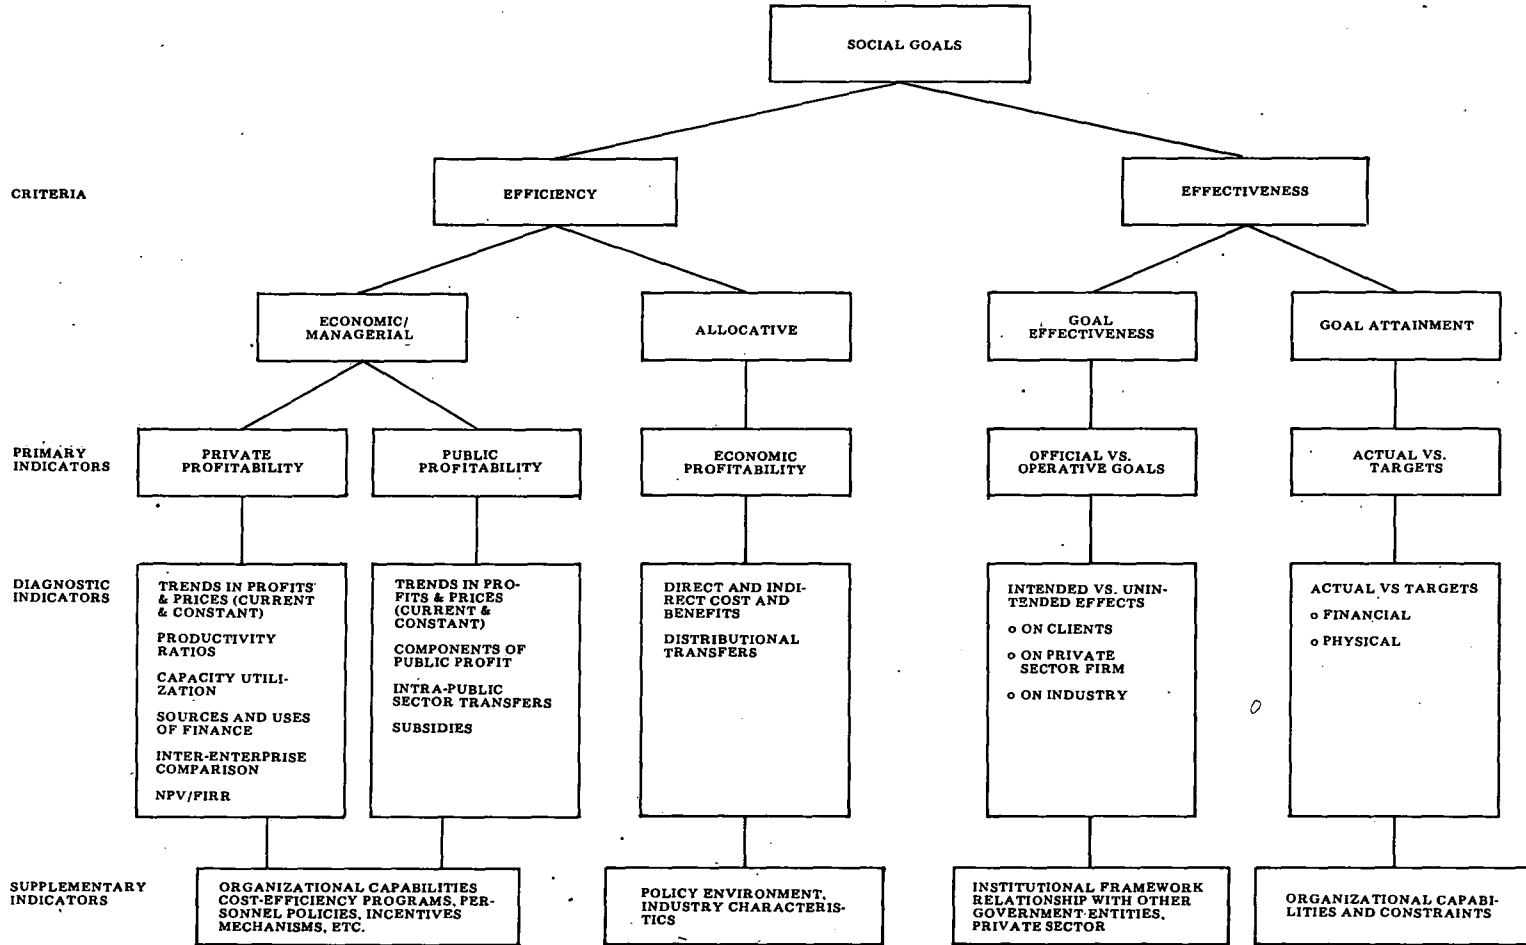 SOCIAL GOALS
CRITERIA
EFFICIENCY
EFFECTIVENESS
ECONOMIC/
MANAGERIAL
ALLOCATIVE
GOAL
EFFECTIVENESS
GOAL ATTAINMENT
PRIMARY
INDICATORS
PRIVATE
PROFITABILITY
PUBLIC
PROFITABILITY
ECONOMIC
PROFITABILITY
OFFICIAL VS.
OPERATIVE GOALS
ACTUAL VS.
TARGETS
DIAGNOSTIC
INDICATORS
TRENDS IN PROFITS
& PRICES (CURRENT
& CONSTANT)
PRODUCTIVITY
RATIOS
CAPACITY UTILI-
ZATION
SOURCES AND USES
OF FINANCE
INTER-ENTERPRISE
COMPARISON
NPV/FIRR
TRENDS IN PRO-
FITS & PRICES
(CURRENT &
CONSTANT)
COMPONENTS OF
PUBLIC PROFIT
INTRA-PUBLIC
SECTOR TRANSFERS
SUBSIDIES
DIRECT AND INDI-
RECT COST AND
BENEFITS
DISTRIBUTIONAL
TRANSFERS
INTENDED VS. UNIN-
TENDED EFFECTS
o ON CLIENTS
o ON PRIVATE
SECTOR FIRM
o ON INDUSTRY
ACTUAL VS TARGETS
o FINANCIAL
o PHYSICAL
SUPPLEMENTARY
INDICATORS
ORGANIZATIONAL CAPABILITIES
COST-EFFICIENCY PROGRAMS, PER-
SONNEL POLICIES, INCENTIVES
MECHANISMS, ETC.
POLICY ENVIRONMENT,
INDUSTRY CHARACTERIS-
TICS
INSTITUTIONAL FRAMEWORK
RELATIONSHIP WITH OTHER
GOVERNMENT ENTITIES,
PRIVATE SECTOR
ORGANIZATIONAL CAPABI-
LITIES AND CONSTRAINTS